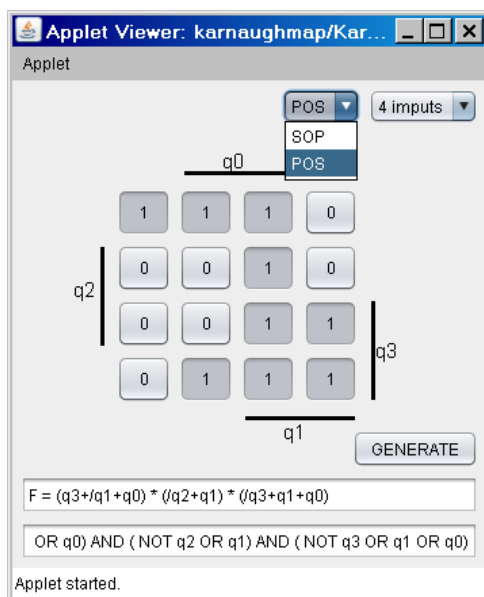 Applet Viewer: karnaughmap/Kar...
Applet
POS 4 imputs
SOP
POS
q0
1 1 1 0
0 0 1 0
q2
0 0 1 1
q3
0 1 1 1
q1
GENERATE
F = (q3+/q1+q0) * (/q2+q1) * (/q3+q1+q0)
OR q0) AND ( NOT q2 OR q1) AND ( NOT q3 OR q1 OR q0)
Applet started.